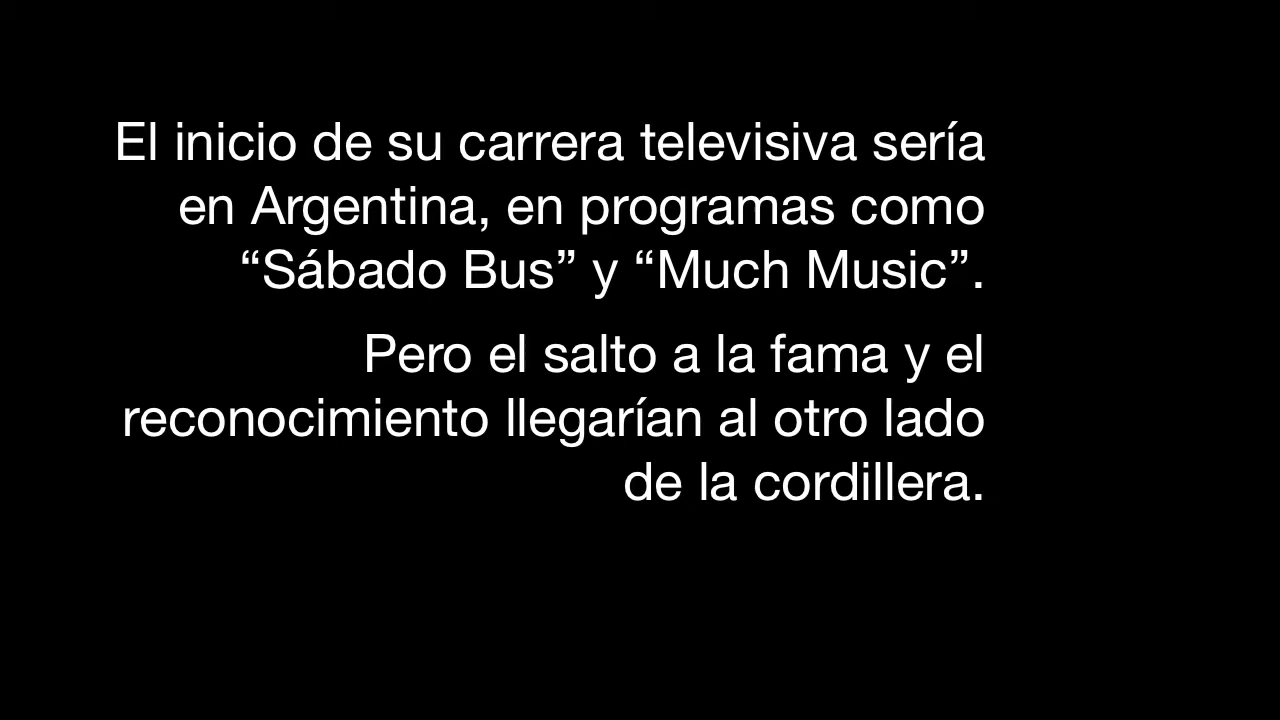 El inicio de su carrera televisiva sería
en Argentina, en programas como
“Sábado Bus” y “Much Music”.
Pero el salto a la fama y el
reconocimiento llegarían al otro lado
de la cordillera.